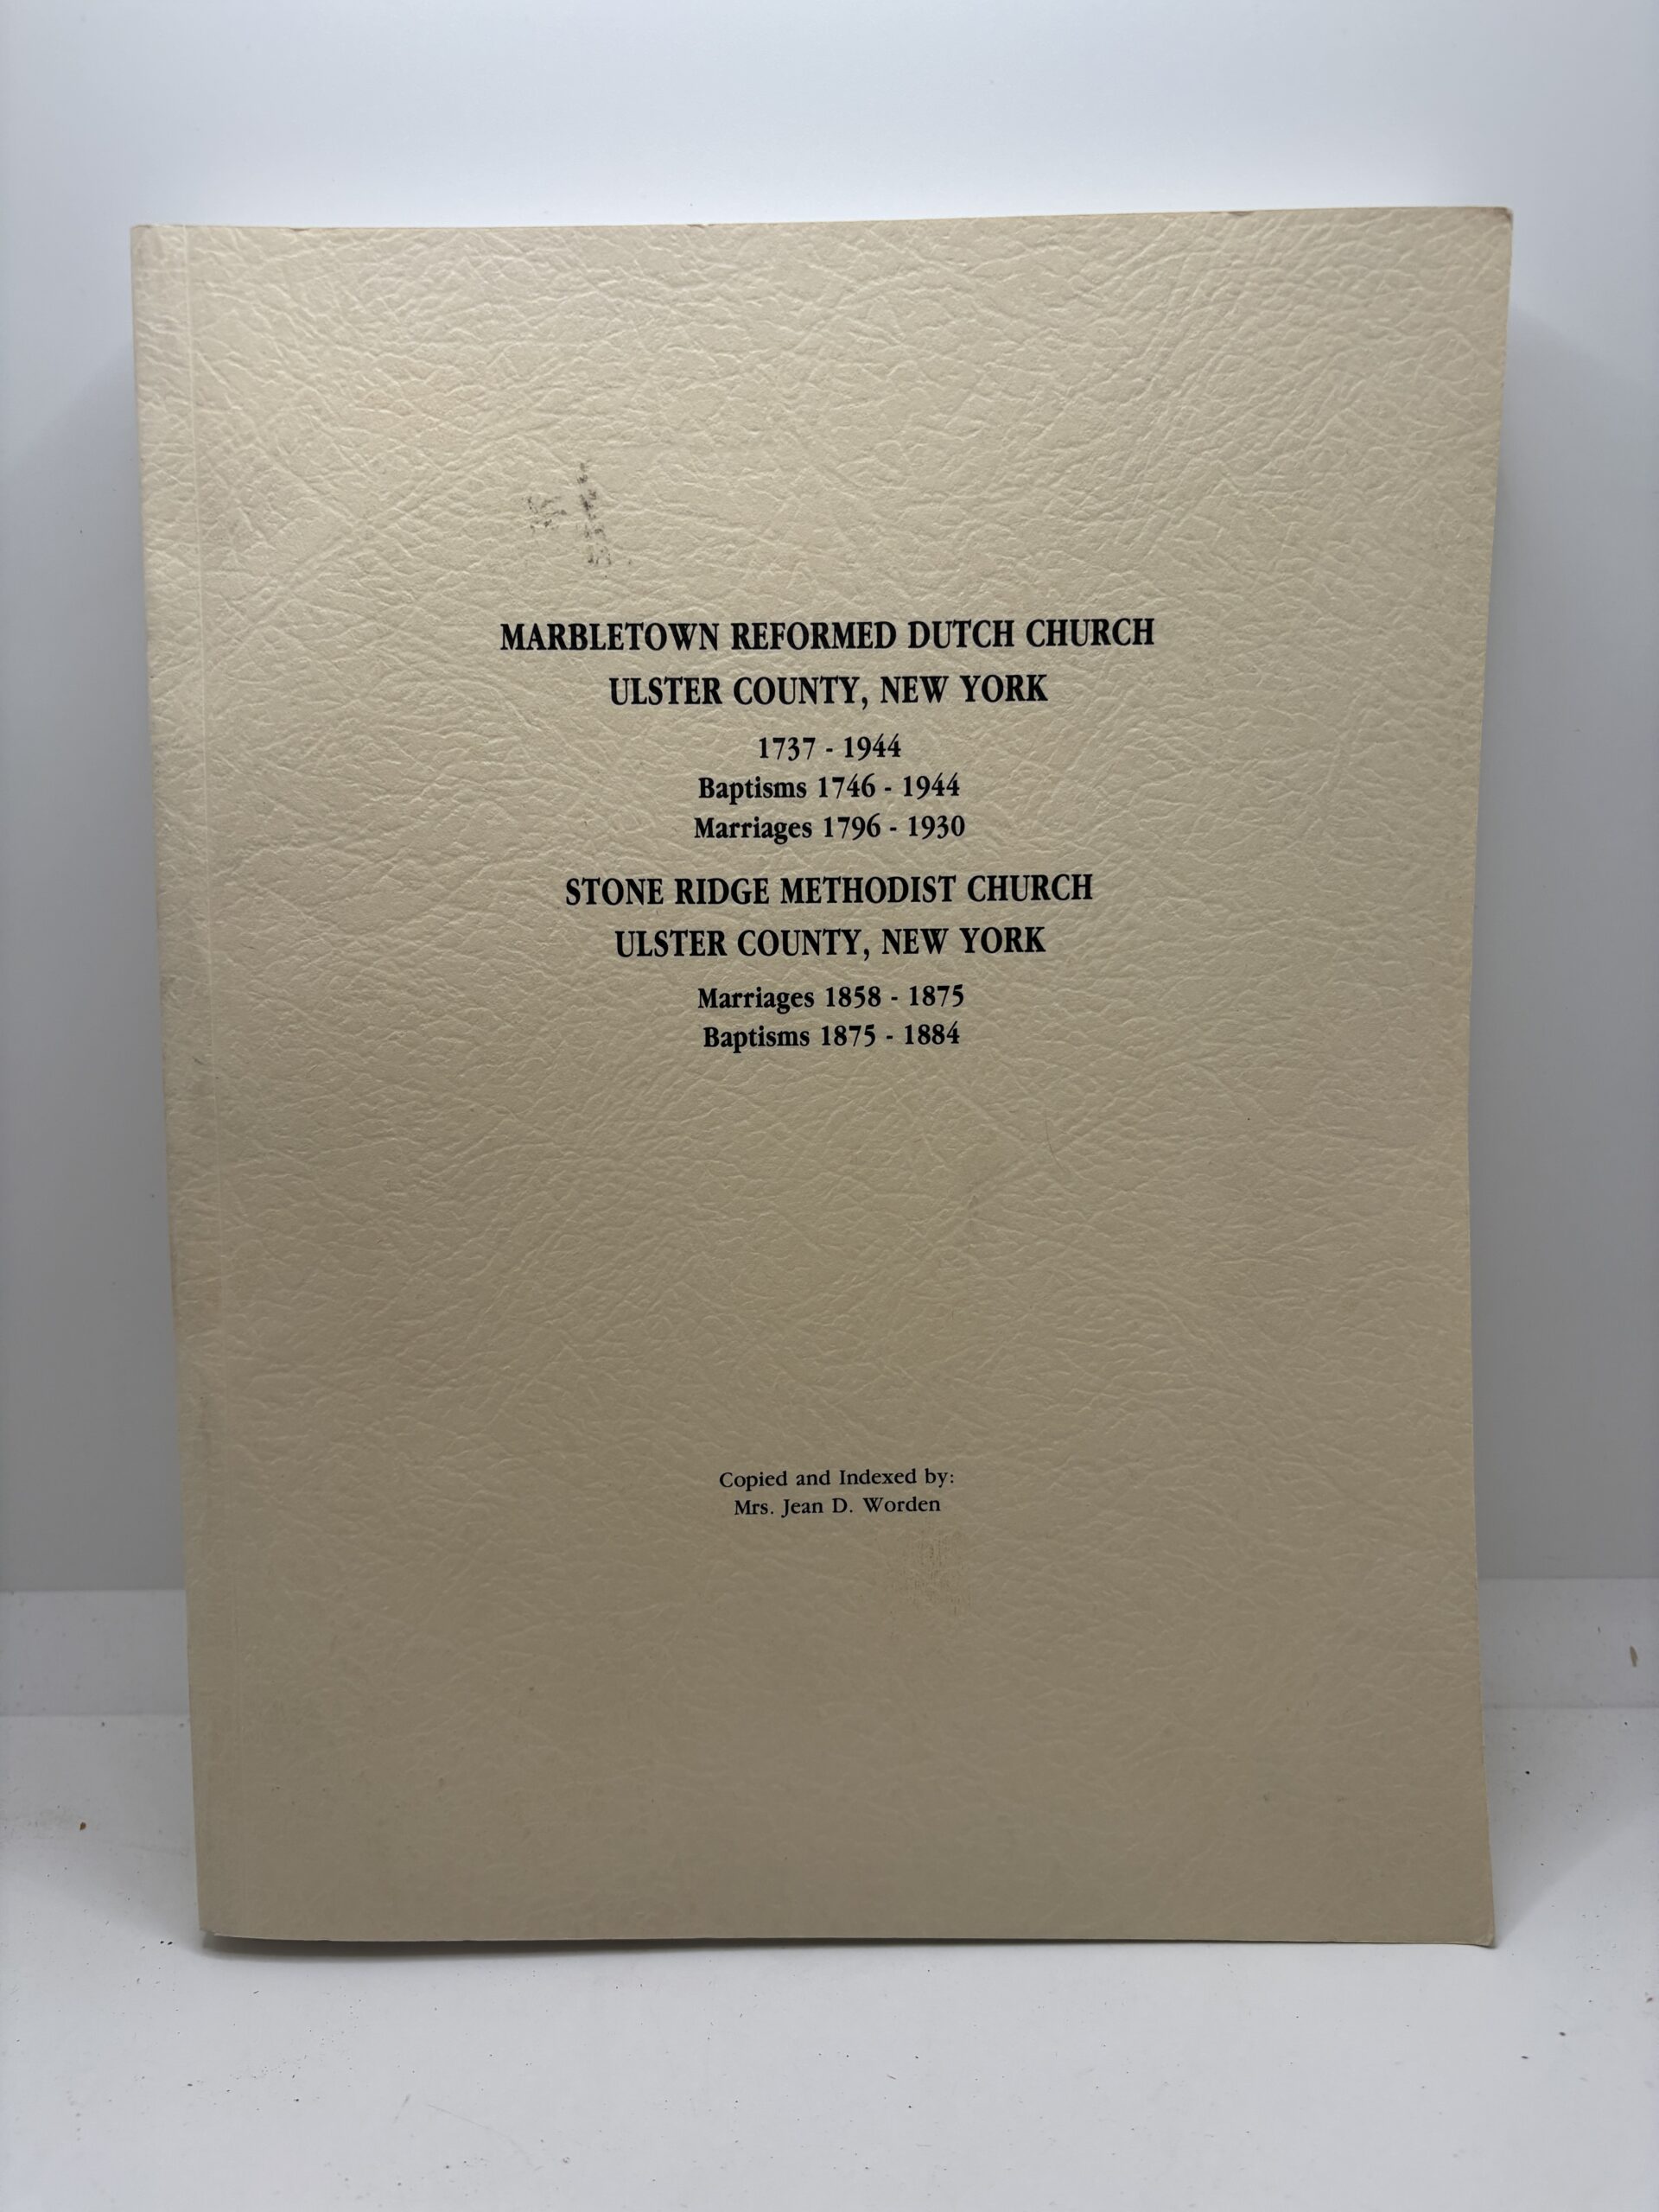 MARBLETOWN REFORMED DUTCH CHURCH
ULSTER COUNTY, NEW YORK
1737 - 1944
Baptisms 1746 - 1944
Marriages 1796 - 1930
STONE RIDGE METHODIST CHURCH
ULSTER COUNTY, NEW YORK
Marriages 1858 - 1875
Baptisms 1875 - 1884
Copied and Indexed by:
Mrs. Jean D. Worden